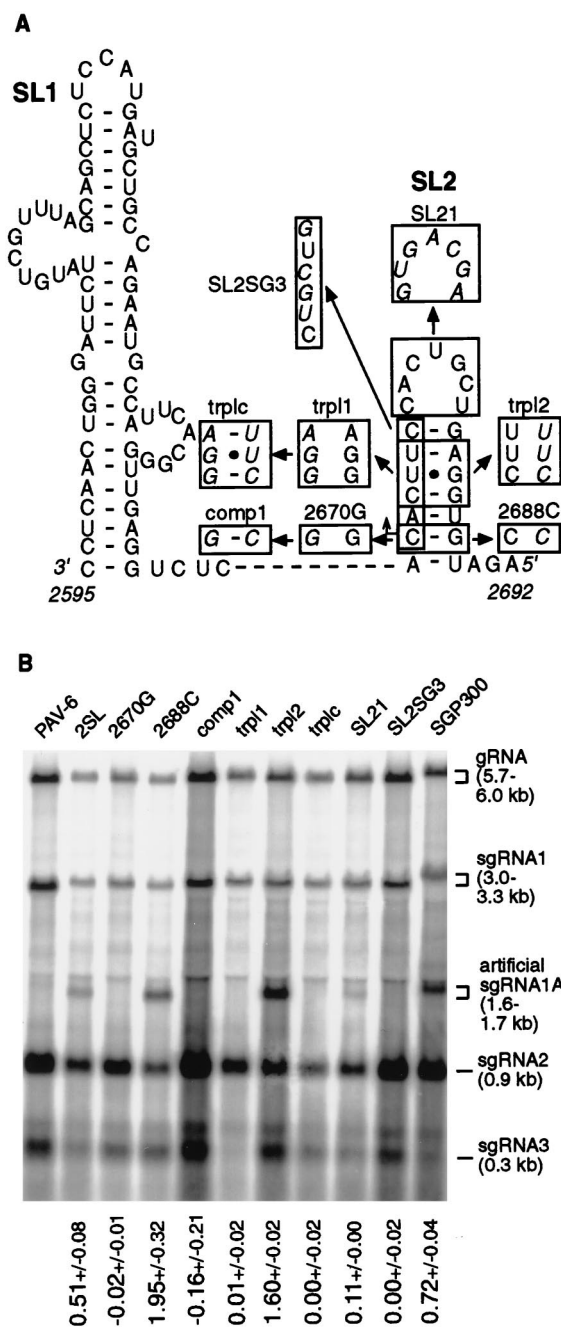 A
SL1
C C A
U U
C - G
U - A U
C - G
G - C
A - U
C - G
G - C
A U U U G C U G U A
C
U - A
C - G
U - A
U - A
A - U
G G
G - C
G - C
U - A
U U C A C G G G
C - G
A - U
A - U
C - G
U - A
C - G
3' C - G U C U C - - - - - - - - - - - A U A G A 5'
2595
2692
SL2
SL21
U G A C G A G
SL2SG3
G U C G U C
A C C U G C U
trplc
A - U
G • U
G - C
trpl1
A A
G G
G G
C - G
U - A
U • G
C - G
A - U
C - G
trpl2
U U
U U
C C
comp1
G - C
2670G
G G
2688C
C C
B
PAV-6
2SL
2670G
2688C
comp1
trpl1
trpl2
trplc
SL21
SL2SG3
SGP300
gRNA
(5.7-
6.0 kb)
sgRNA1
(3.0-
3.3 kb)
artificial
sgRNA1A
(1.6-
1.7 kb)
sgRNA2
(0.9 kb)
sgRNA3
(0.3 kb)
0.51+/-0.08
-0.02+/-0.01
1.95+/-0.32
-0.16+/-0.21
0.01+/-0.02
1.60+/-0.02
0.00+/-0.02
0.11+/-0.00
0.00+/-0.02
0.72+/-0.04